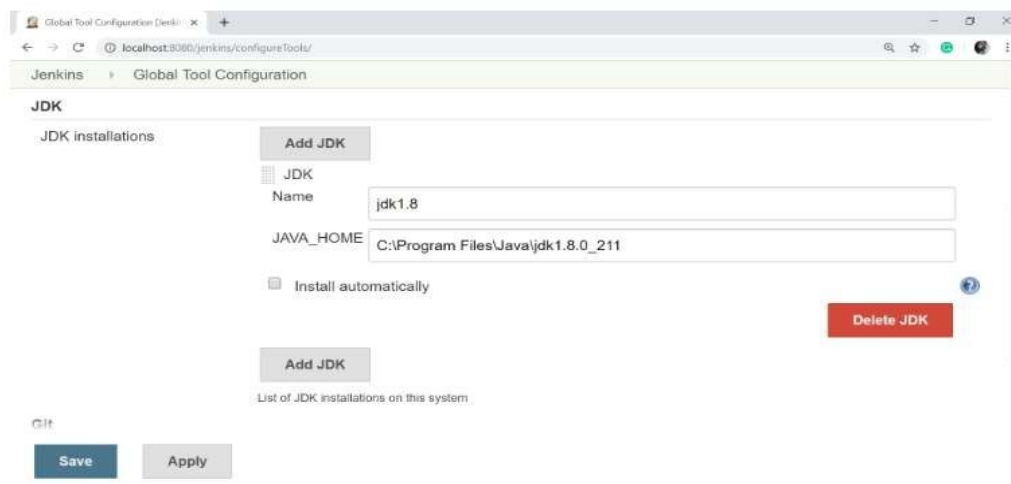 Global Tool Configuration [Jenki
localhost:8080/jenkins/configureTools/
Jenkins Global Tool Configuration
JDK
JDK installations
Add JDK
JDK
Name
jdk1.8
JAVA_HOME
C:\Program Files\Java\jdk1.8.0_211
Install automatically
Delete JDK
Add JDK
List of JDK installations on this system
Git
Save Apply